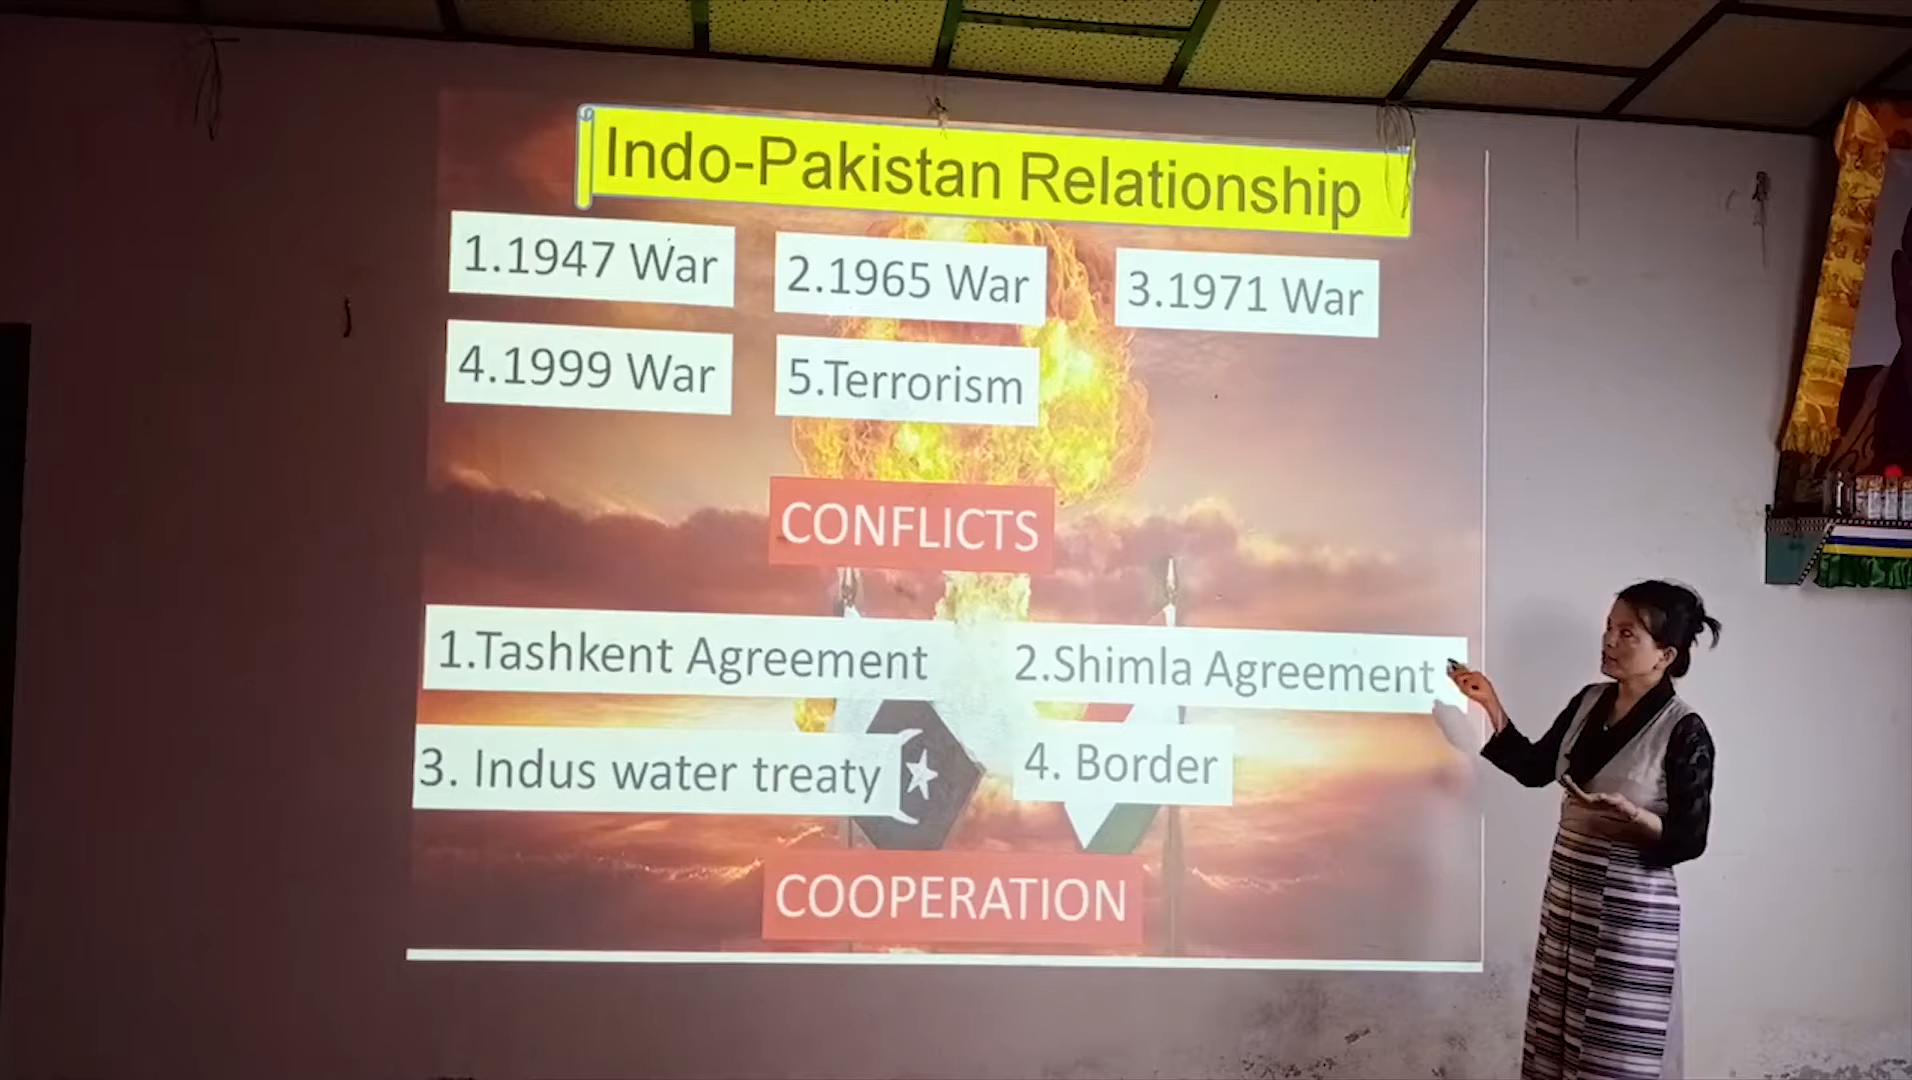 Indo-Pakistan Relationship
1.1947 War
2.1965 War
3.1971 War
4.1999 War
5.Terrorism
CONFLICTS
1.Tashkent Agreement
2.Shimla Agreement
3. Indus water treaty
4. Border
COOPERATION